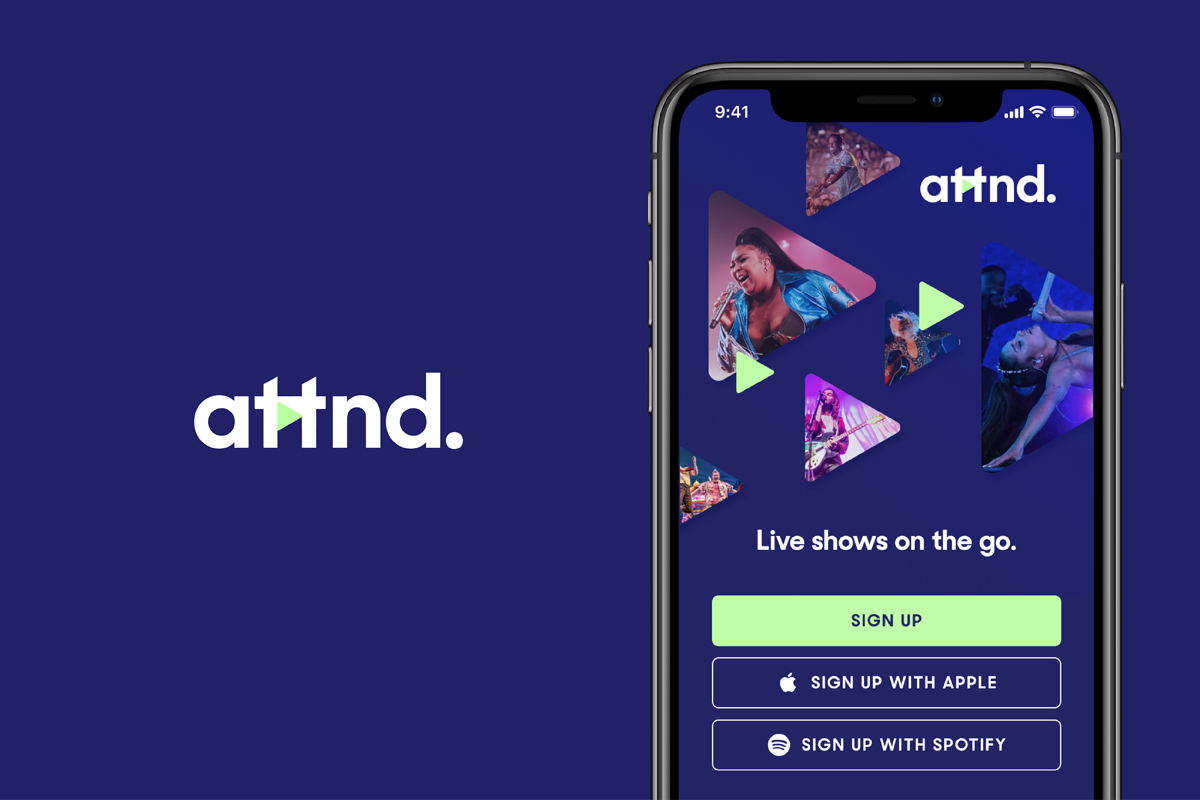 attnd.
9:41
attnd.
Live shows on the go.
SIGN UP
SIGN UP WITH APPLE
SIGN UP WITH SPOTIFY